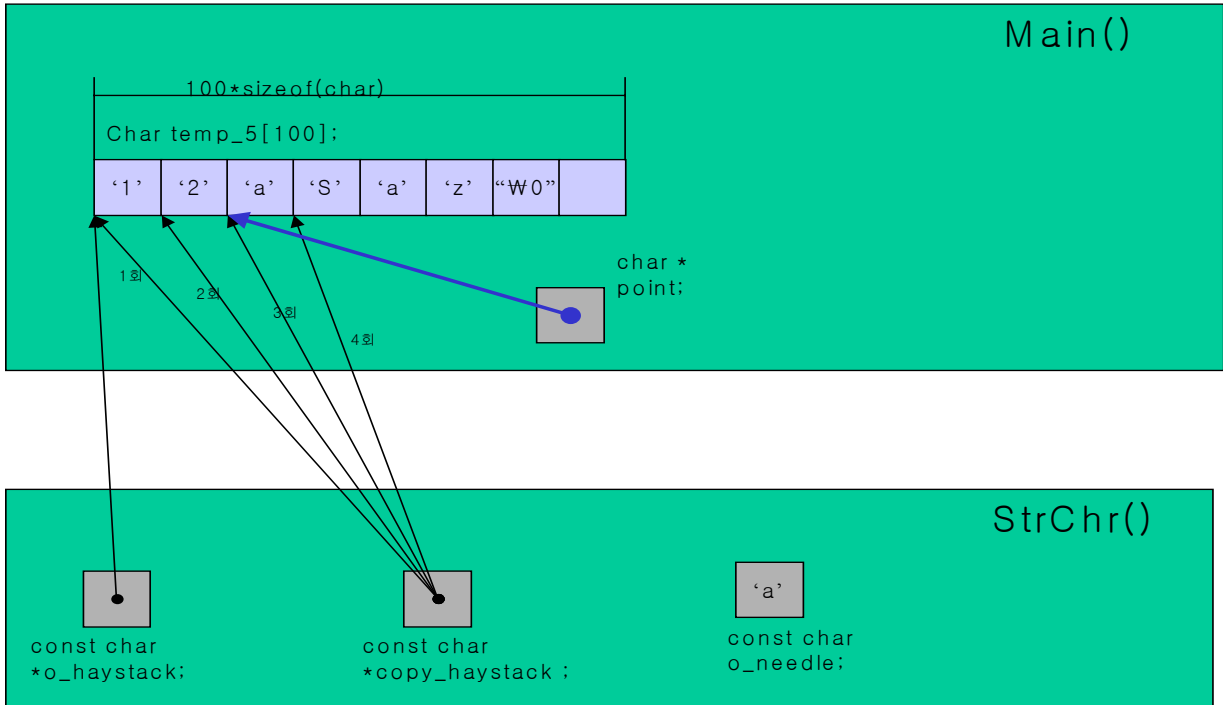 Main()
100*sizeof(char)
Char temp_5[100];
‘1’ ‘2’ ‘a’ ‘S’ ‘a’ ‘z’ “₩0”
char *
point;
1회
2회
3회
4회
StrChr()
‘a’
const char
*o_haystack;
const char
*copy_haystack ;
const char
o_needle;